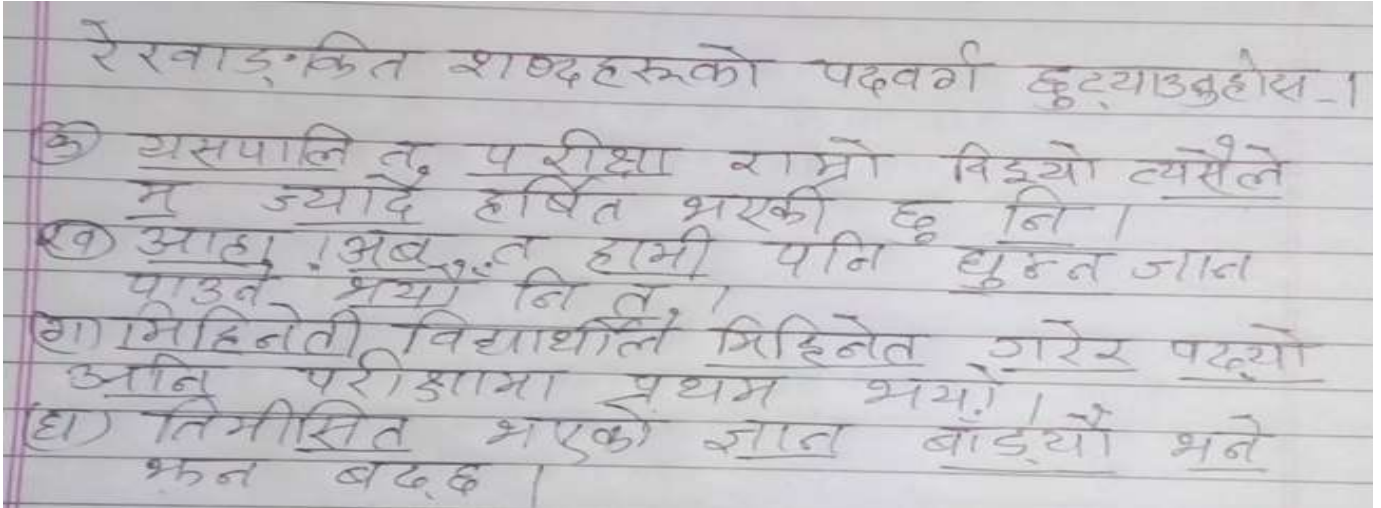 रेखाङ्कित शब्दहरूको पदवर्ग छुट्याउनुहोस् -।
(क) यसपालि त परीक्षा राम्रो दिइयो त्यसैले
म ज्यादै हर्षित भएकी छु नि ।
(ख) आहा ! अब त हामी पनि घुम्न जान
पाउने भयौं नि त ।
(ग) मिहिनेती विद्यार्थीले मिहिनेत गरेर पढ्यो
अनि परीक्षामा प्रथम भयो ।
(घ) तिमीसित भएको ज्ञान बाँड्यौ भने
झन बढ्छ ।